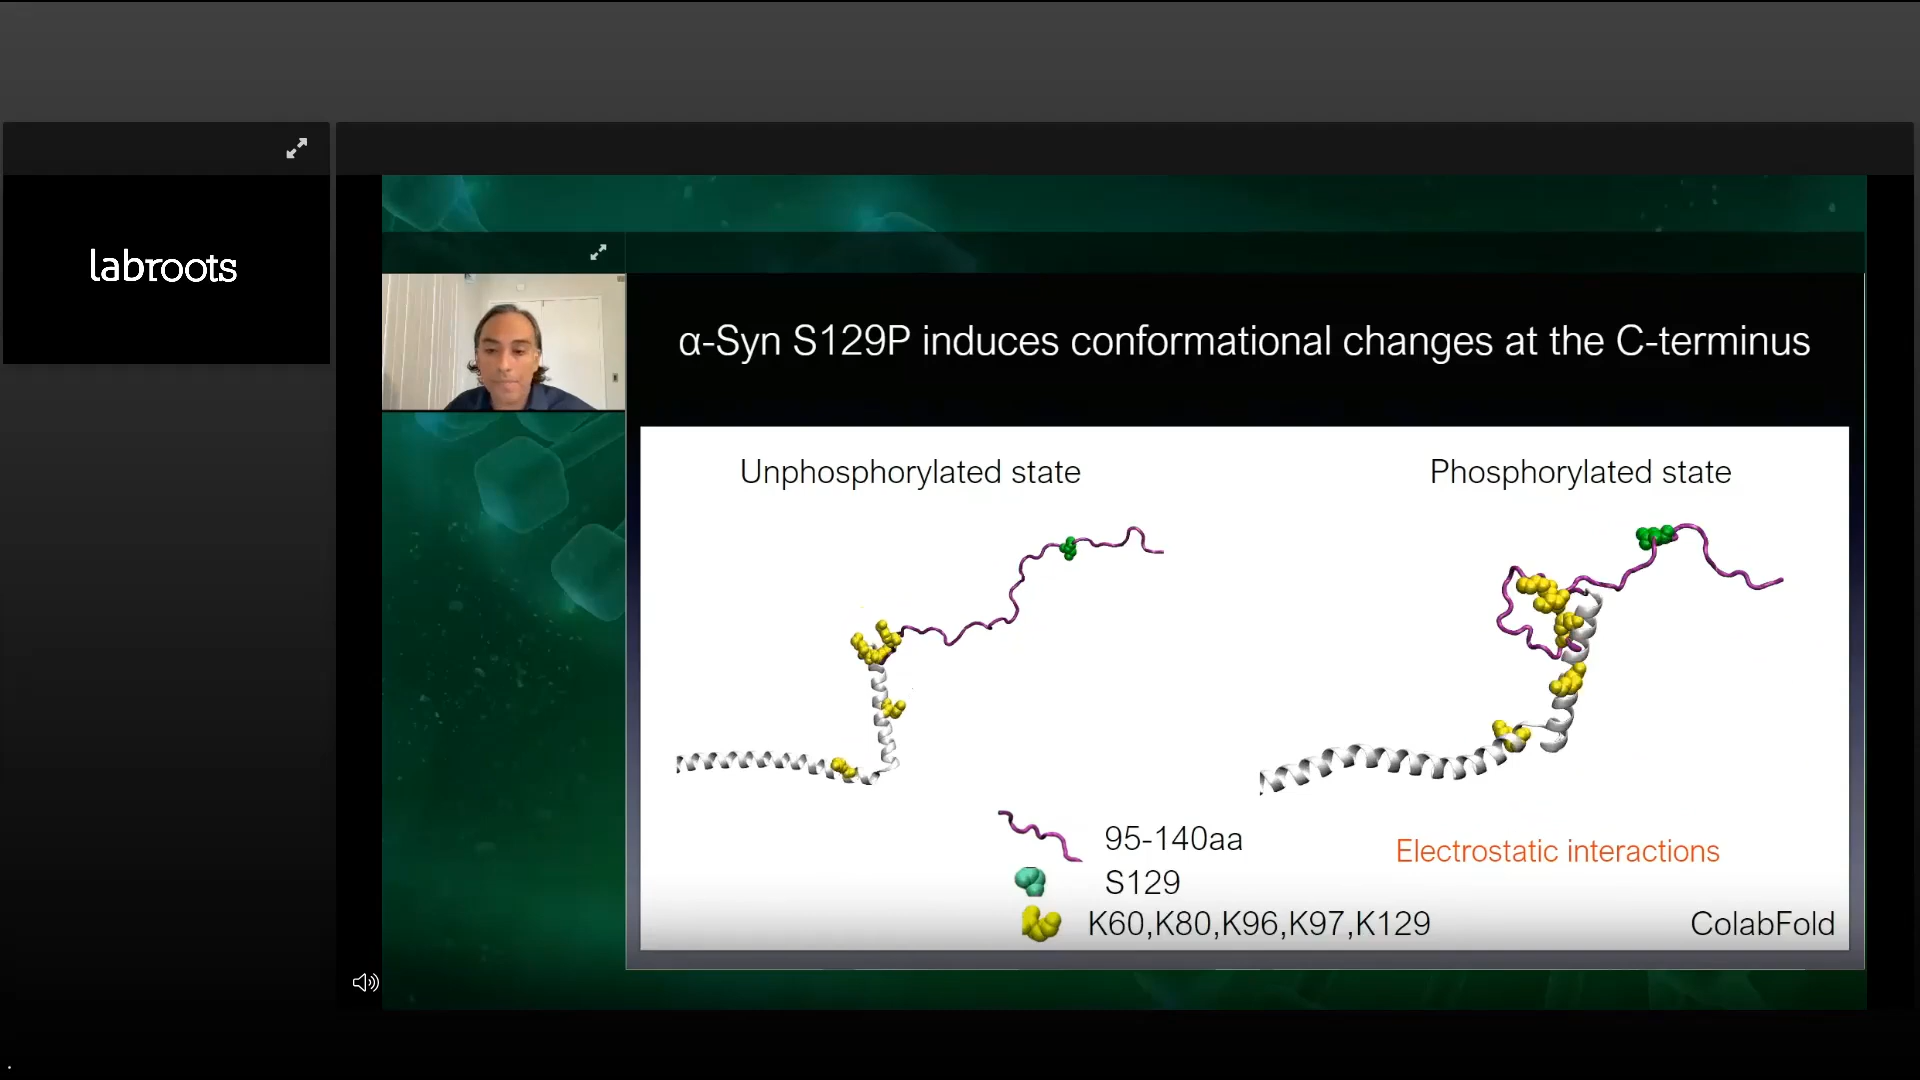 labroots
α-Syn S129P induces conformational changes at the C-terminus
Unphosphorylated state
Phosphorylated state
95-140aa
S129
K60,K80,K96,K97,K129
Electrostatic interactions
ColabFold